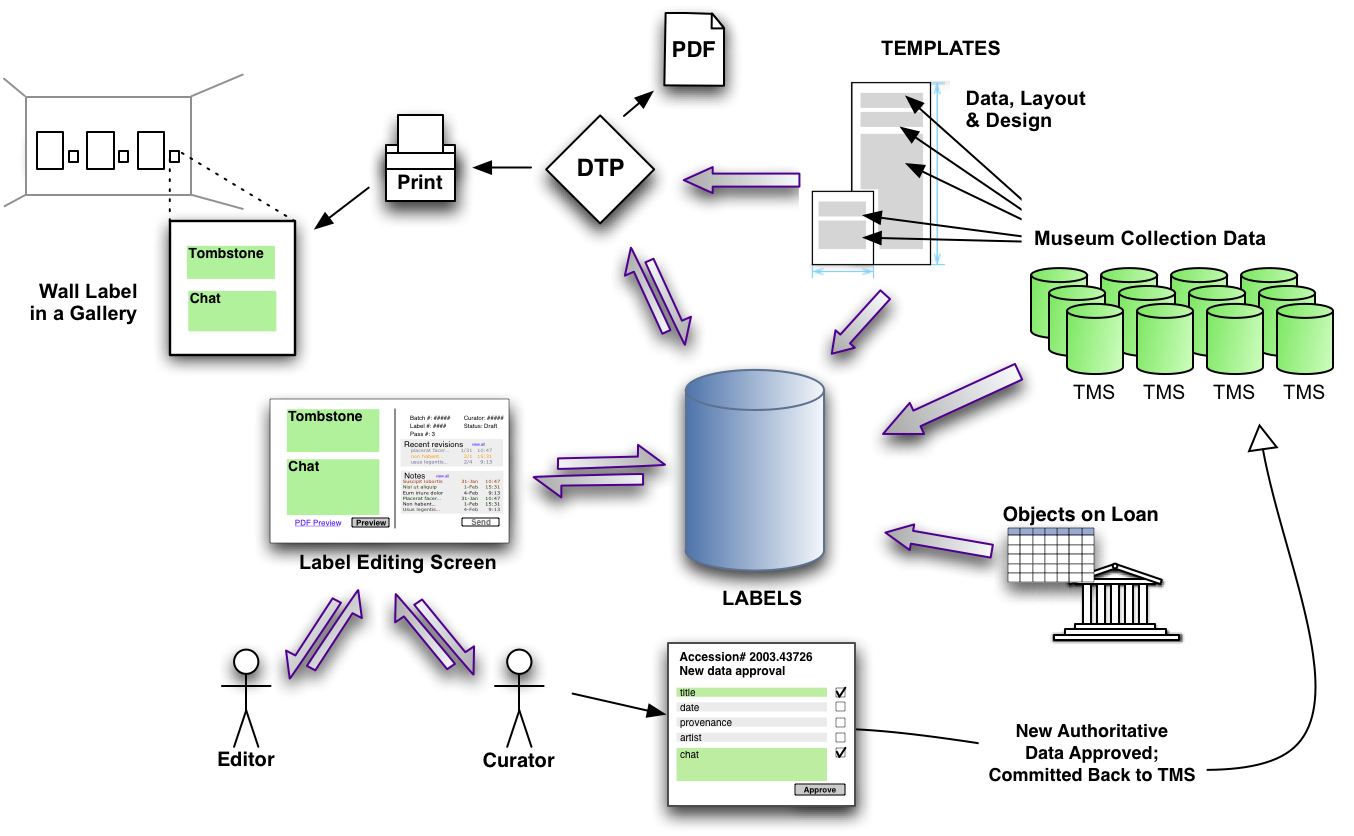 PDF
TEMPLATES
Data, Layout
& Design
DTP
Print
Museum Collection Data
TMS TMS TMS TMS
Wall Label
in a Gallery
Tombstone
Chat
Tombstone
Chat
PDF Preview Preview
Batch #: ##### Curator: #####
Label #: #### Status: Draft
Pass #: 3
Recent revisions view all
placerat facer... 1/31 10:47
non habent... 2/1 15:31
usus legentis... 2/4 9:13
Notes view all
Suscipit lobortis 31-Jan 10:47
Nisl ut aliquip 1-Feb 15:31
Eum iriure dolor 4-Feb 9:13
Placerat facer... 31-Jan 10:47
Non habent... 1-Feb 15:31
Usus legentis... 4-Feb 9:13
Send
Label Editing Screen
LABELS
Objects on Loan
Editor
Curator
Accession# 2003.43726
New data approval
title
date
provenance
artist
chat
Approve
New Authoritative
Data Approved;
Committed Back to TMS